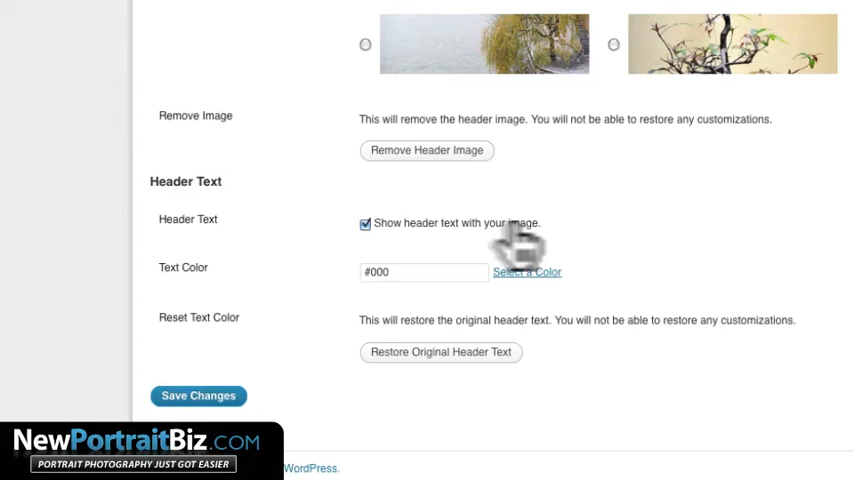 Remove Image
This will remove the header image. You will not be able to restore any customizations.
Remove Header Image
Header Text
Header Text
Show header text with your image.
Text Color
#000
Select a Color
Reset Text Color
This will restore the original header text. You will not be able to restore any customizations.
Restore Original Header Text
Save Changes
NewPortraitBiz.COM
PORTRAIT PHOTOGRAPHY JUST GOT EASIER
WordPress.